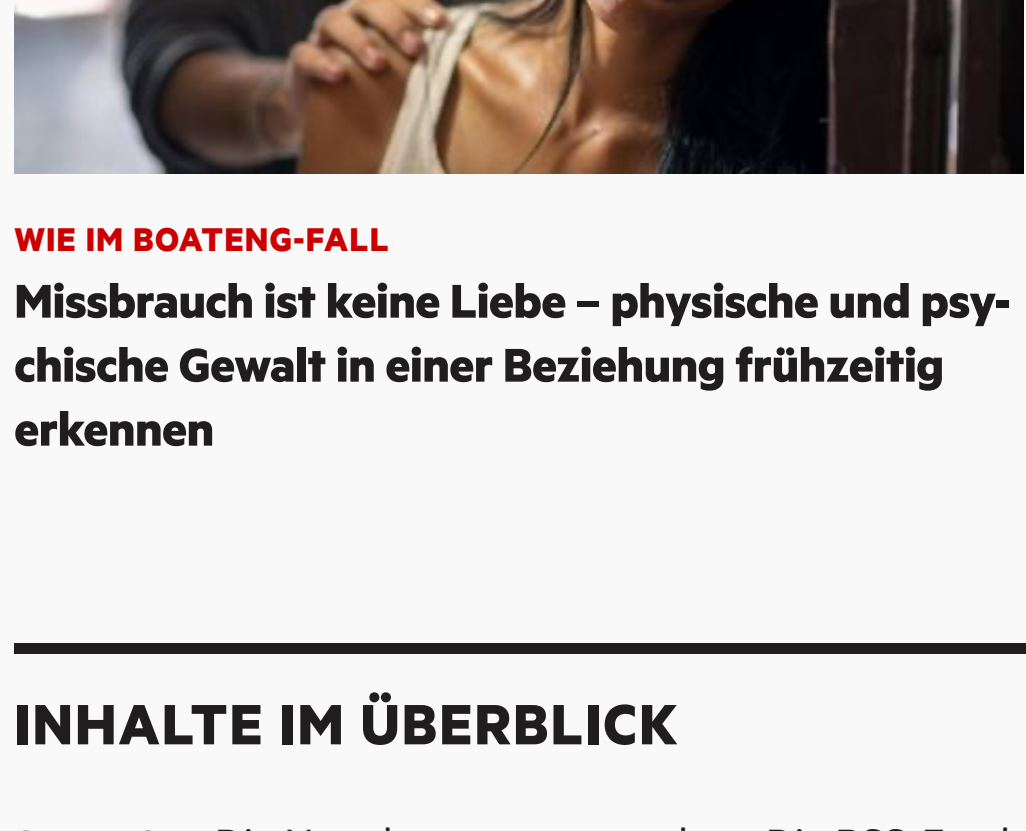 WIE IM BOATENG-FALL
Missbrauch ist keine Liebe – physische und psy-
chische Gewalt in einer Beziehung frühzeitig
erkennen
INHALTE IM ÜBERBLICK